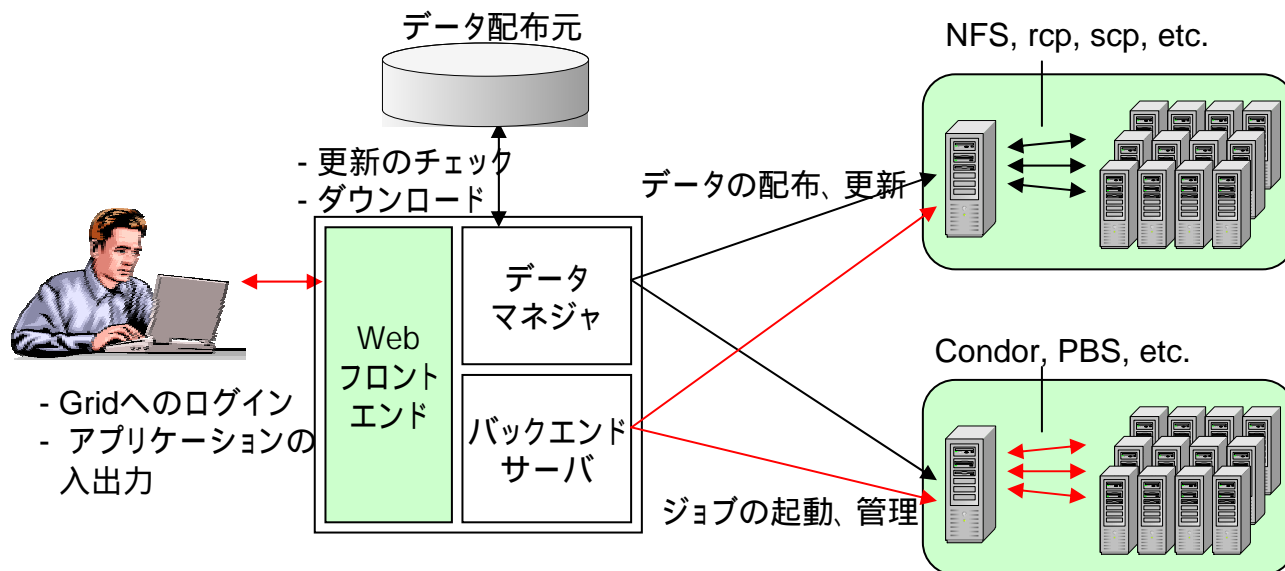 データ配布元
NFS, rcp, scp, etc.
- 更新のチェック
- ダウンロード
データの配布、更新
データ
マネジャ
Web
フロント
エンド
バックエンド
サーバ
Condor, PBS, etc.
- Gridへのログイン
- アプリケーションの
入出力
ジョブの起動、管理